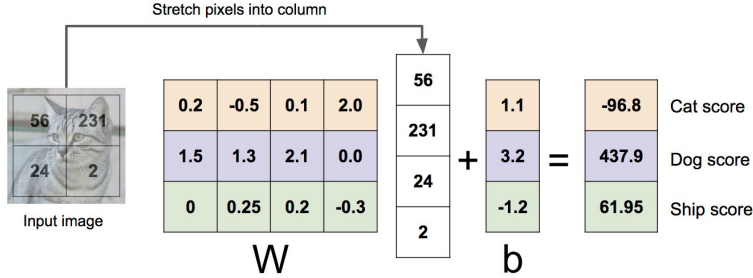 Stretch pixels into column
56 231
24 2
Input image
0.2 -0.5 0.1 2.0
1.5 1.3 2.1 0.0
0 0.25 0.2 -0.3
W
56
231
24
2
+
1.1
3.2
-1.2
b
=
-96.8 Cat score
437.9 Dog score
61.95 Ship score